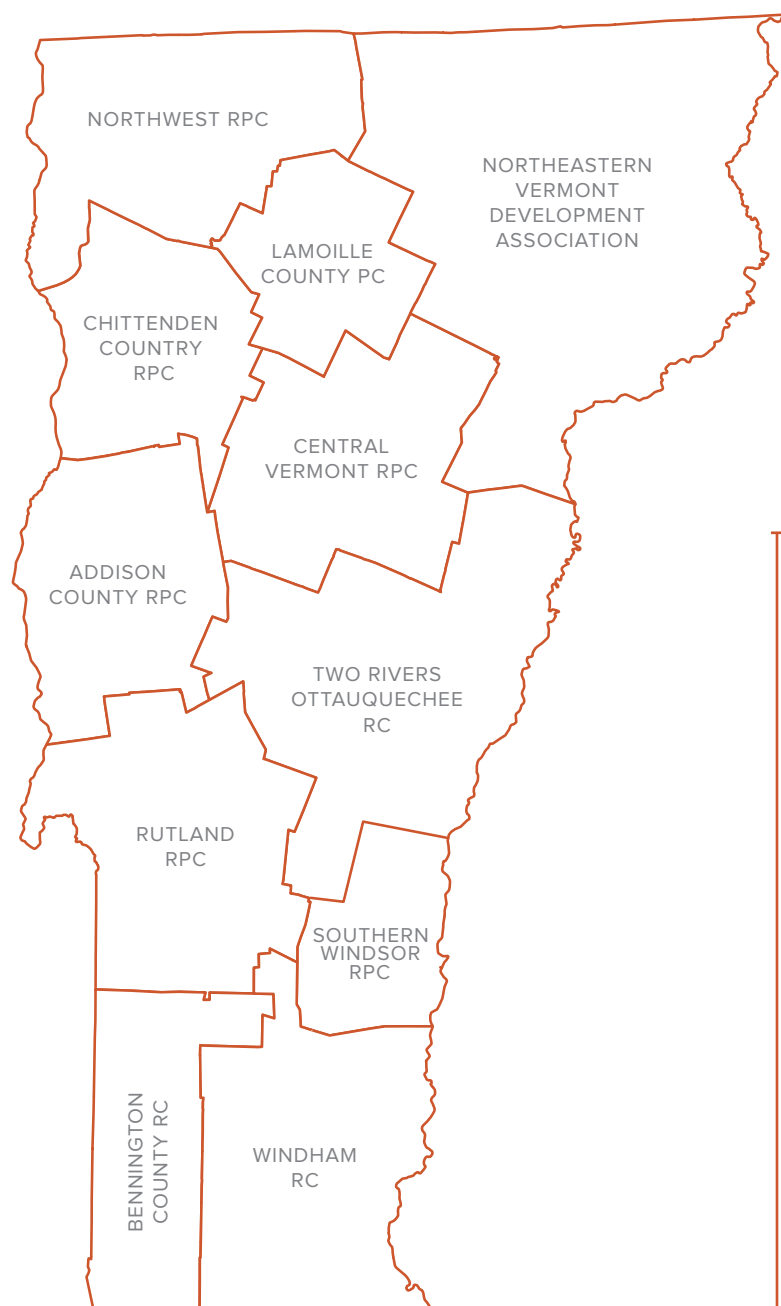 NORTHWEST RPC
NORTHEASTERN
VERMONT
DEVELOPMENT
ASSOCIATION
LAMOILLE
COUNTY PC
CHITTENDEN
COUNTRY
RPC
CENTRAL
VERMONT RPC
ADDISON
COUNTY RPC
TWO RIVERS
OTTAUQUECHEE
RC
RUTLAND
RPC
SOUTHERN
WINDSOR
RPC
BENNINGTON
COUNTY RC
WINDHAM
RC